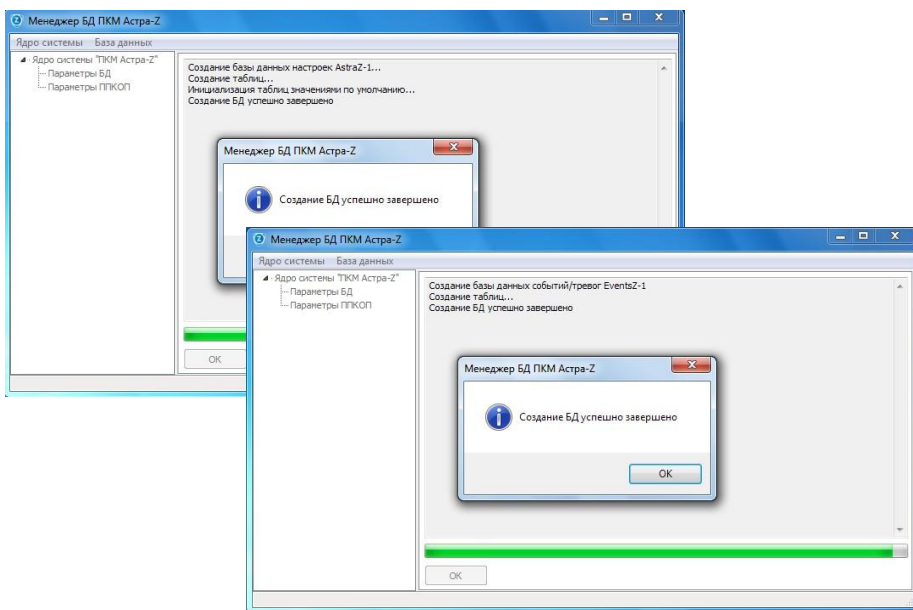 Менеджер БД ПКМ Астра-Z
Ядро системы База данных
Ядро системы "ПКМ Астра-Z"
Параметры БД
Параметры ППКОП
Создание базы данных настроек AstraZ-1...
Создание таблиц...
Инициализация таблиц значениями по умолчанию...
Создание БД успешно завершено
Менеджер БД ПКМ Астра-Z
Создание БД успешно завершено
OK
Менеджер БД ПКМ Астра-Z
Ядро системы База данных
Ядро системы "ПКМ Астра-Z"
Параметры БД
Параметры ППКОП
Создание базы данных событий/тревог EventsZ-1
Создание таблиц...
Создание БД успешно завершено
Менеджер БД ПКМ Астра-Z
Создание БД успешно завершено
OK
OK